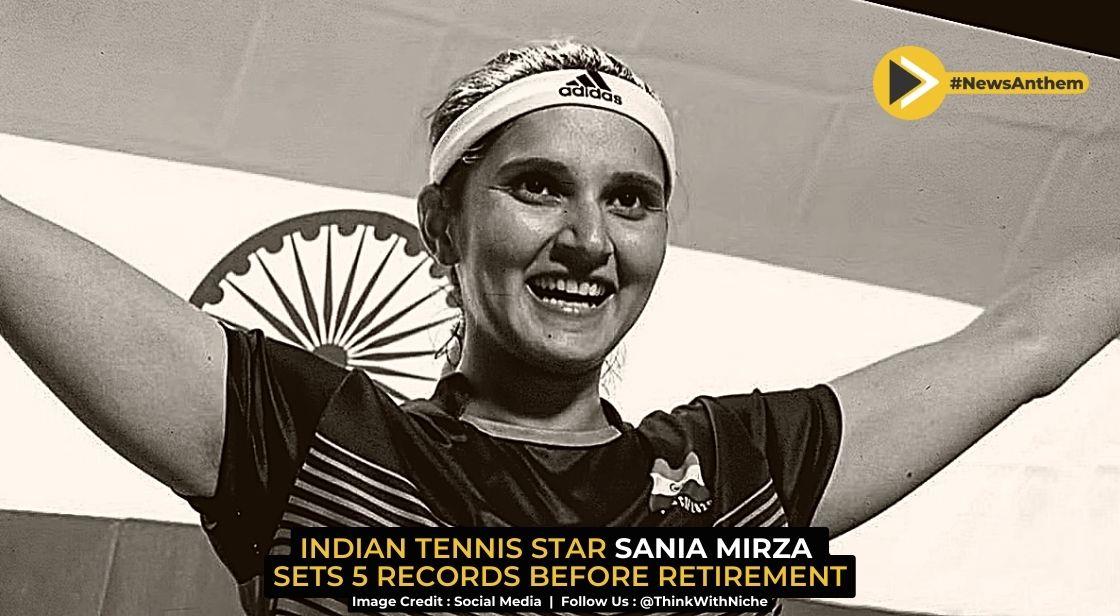 #NewsAnthem
adidas
INDIAN TENNIS STAR SANIA MIRZA
SETS 5 RECORDS BEFORE RETIREMENT
Image Credit : Social Media | Follow Us : @ThinkWithNiche